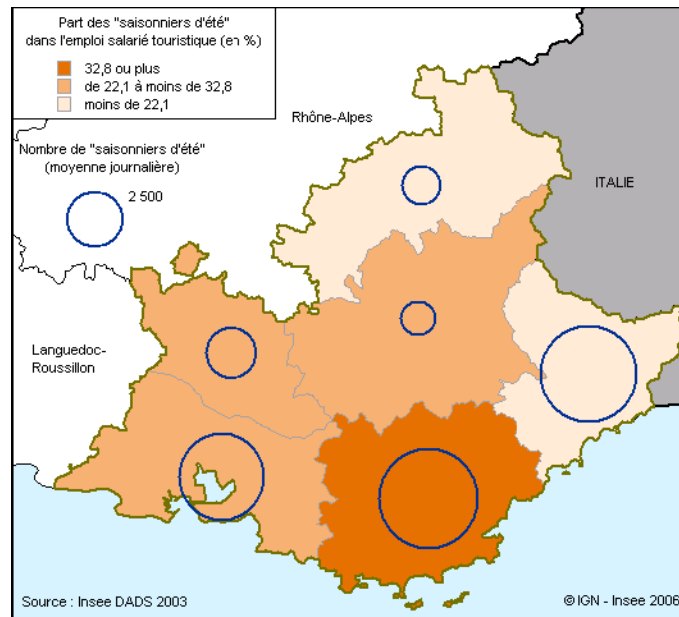 Part des "saisonniers d'été"
dans l'emploi salarié touristique (en %)
32,8 ou plus
de 22,1 à moins de 32,8
moins de 22,1
Rhône-Alpes
Nombre de "saisonniers d'été"
(moyenne journalière)
2 500
ITALIE
Languedoc-
Roussillon
Source : Insee DADS 2003
© IGN - Insee 2006